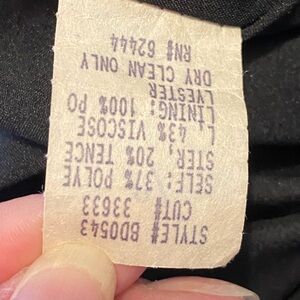 STYLE# BD0543
CUT# 33633
SELF: 37% POLYE
STER, 20% TENCE
L, 43% VISCOSE
LINING: 100% PO
LYESTER
DRY CLEAN ONLY
RN# 62444